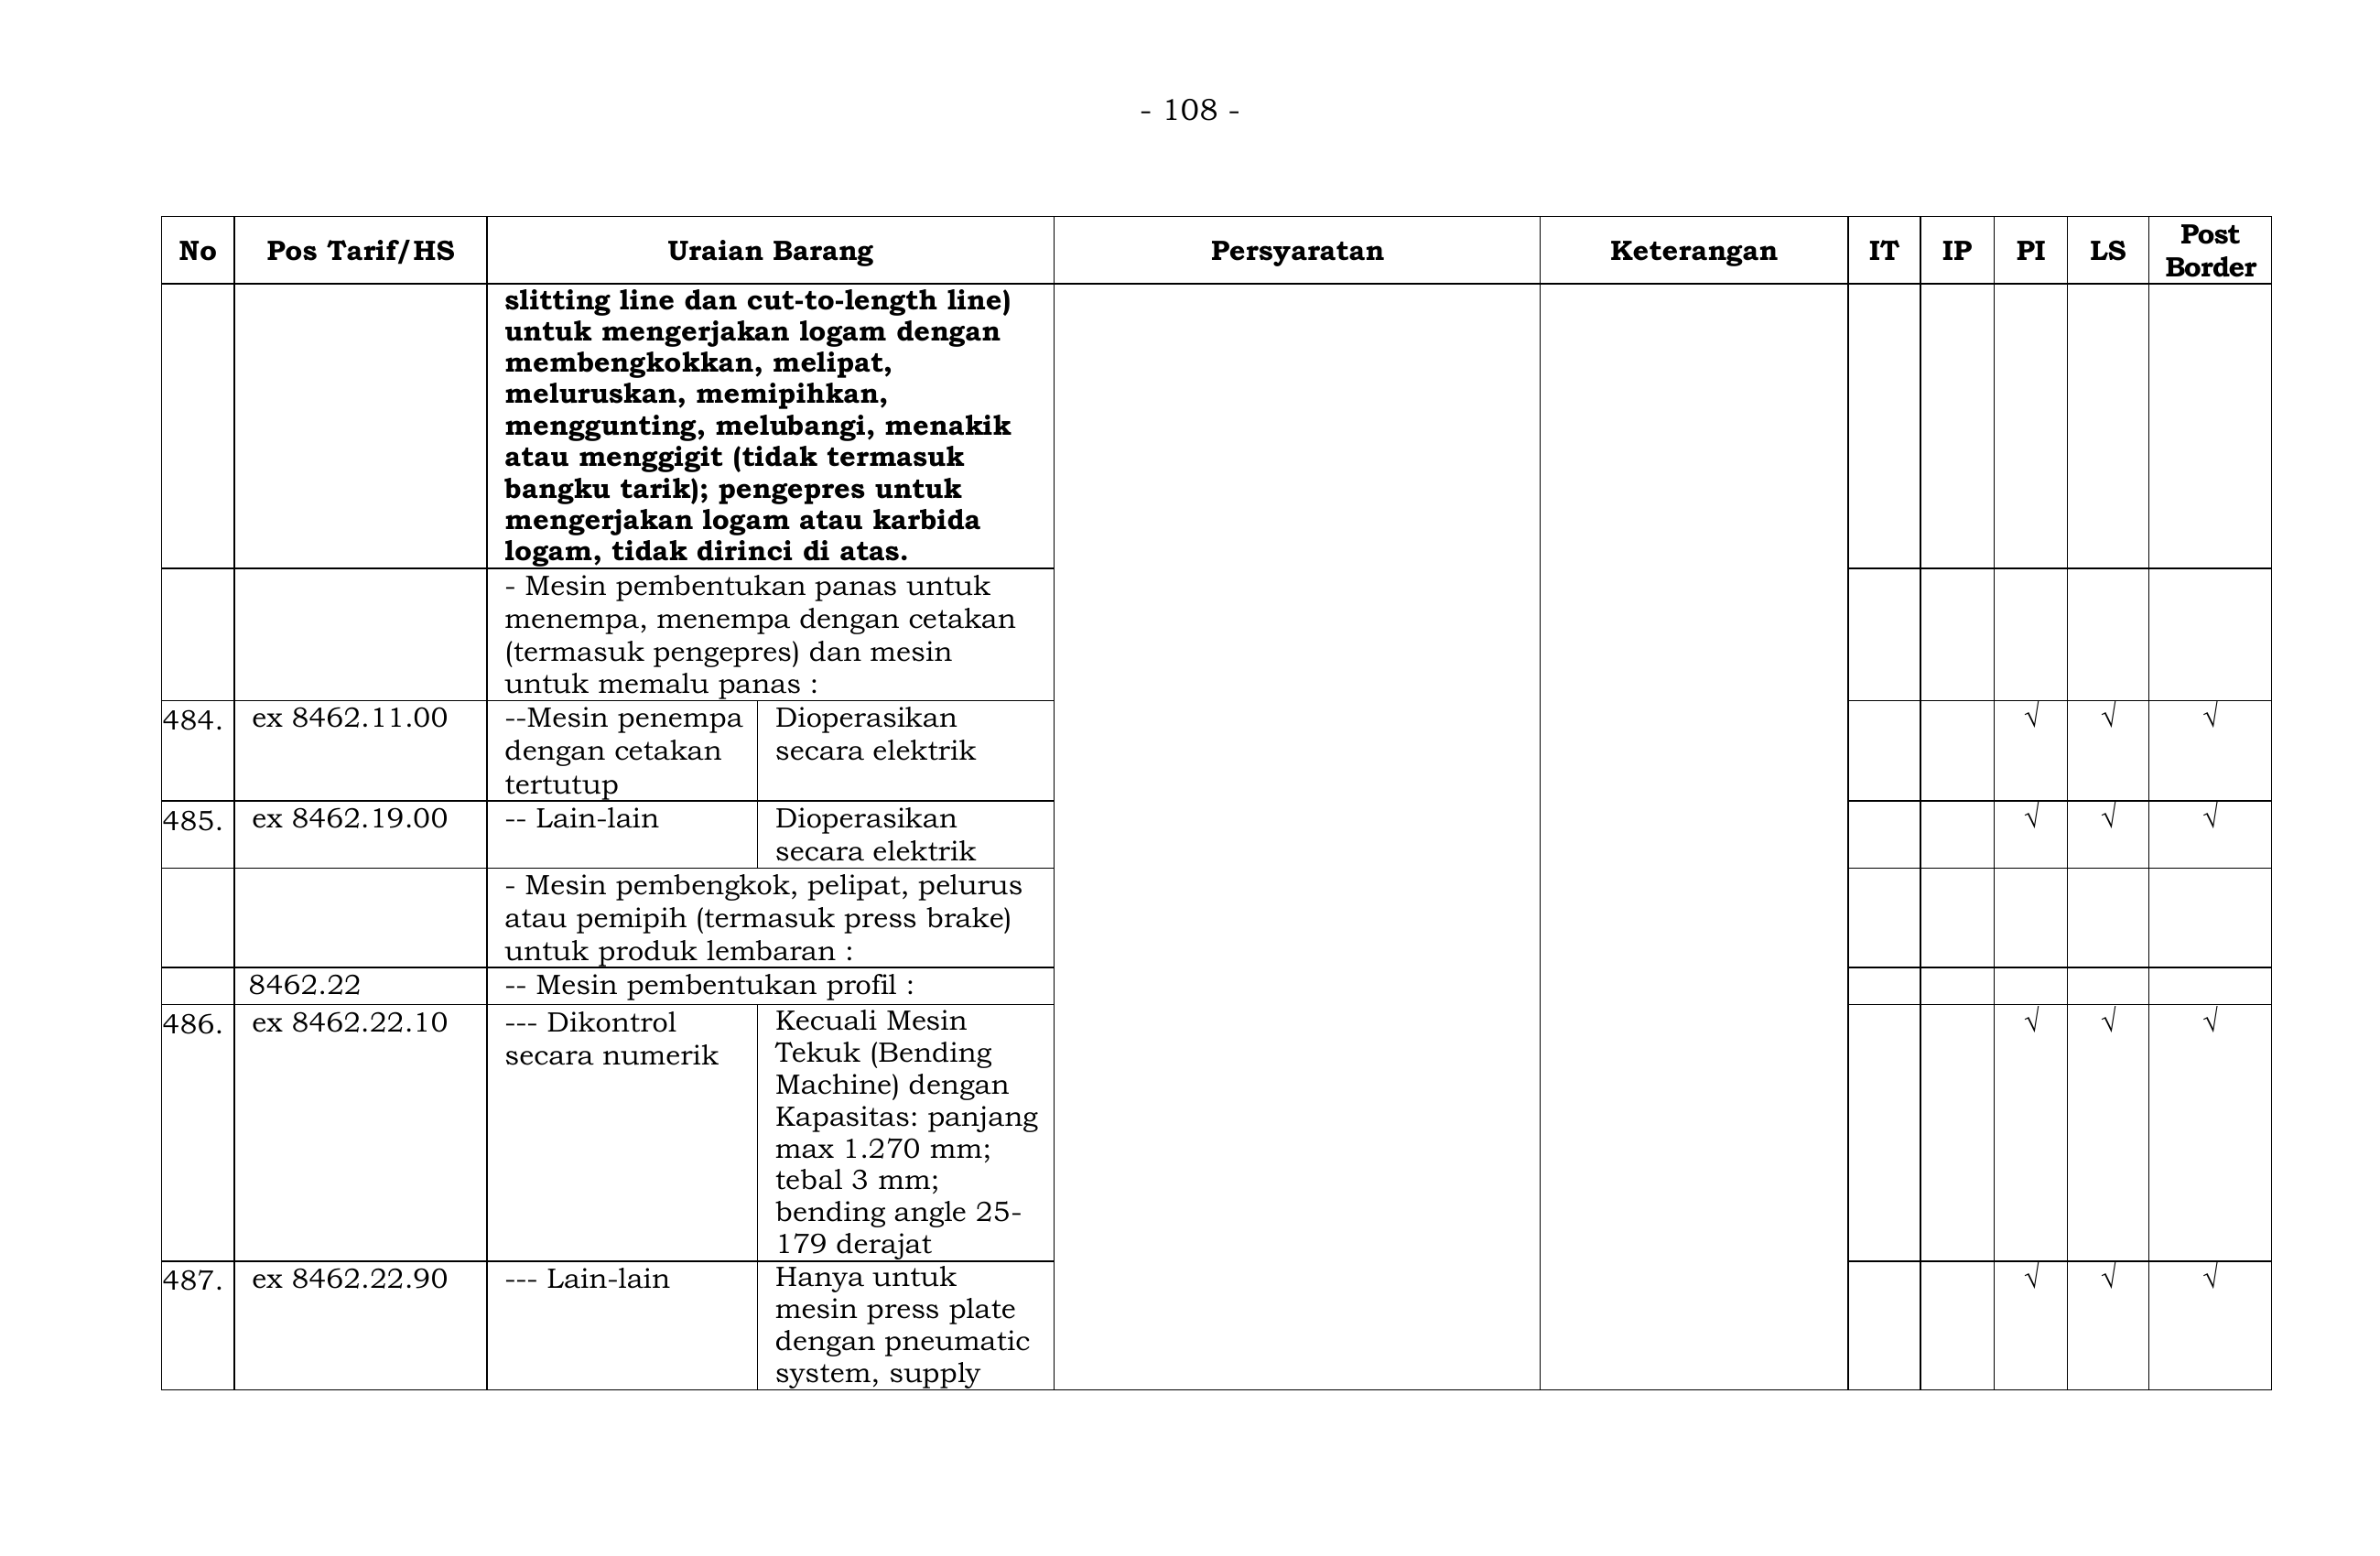 - 108 -
No Pos Tarif/HS Uraian Barang Persyaratan Keterangan IT IP PI LS Post Border
slitting line dan cut-to-length line)
untuk mengerjakan logam dengan
membengkokkan, melipat,
meluruskan, memipihkan,
menggunting, melubangi, menakik
atau menggigit (tidak termasuk
bangku tarik); pengepres untuk
mengerjakan logam atau karbida
logam, tidak dirinci di atas.
- Mesin pembentukan panas untuk
menempa, menempa dengan cetakan
(termasuk pengepres) dan mesin
untuk memalu panas :
484. ex 8462.11.00 --Mesin penempa Dioperasikan √ √ √
dengan cetakan secara elektrik
tertutup
485. ex 8462.19.00 -- Lain-lain Dioperasikan √ √ √
secara elektrik
- Mesin pembengkok, pelipat, pelurus
atau pemipih (termasuk press brake)
untuk produk lembaran :
8462.22 -- Mesin pembentukan profil :
486. ex 8462.22.10 --- Dikontrol Kecuali Mesin √ √ √
secara numerik Tekuk (Bending
Machine) dengan
Kapasitas: panjang
max 1.270 mm;
tebal 3 mm;
bending angle 25-
179 derajat
487. ex 8462.22.90 --- Lain-lain Hanya untuk √ √ √
mesin press plate
dengan pneumatic
system, supply